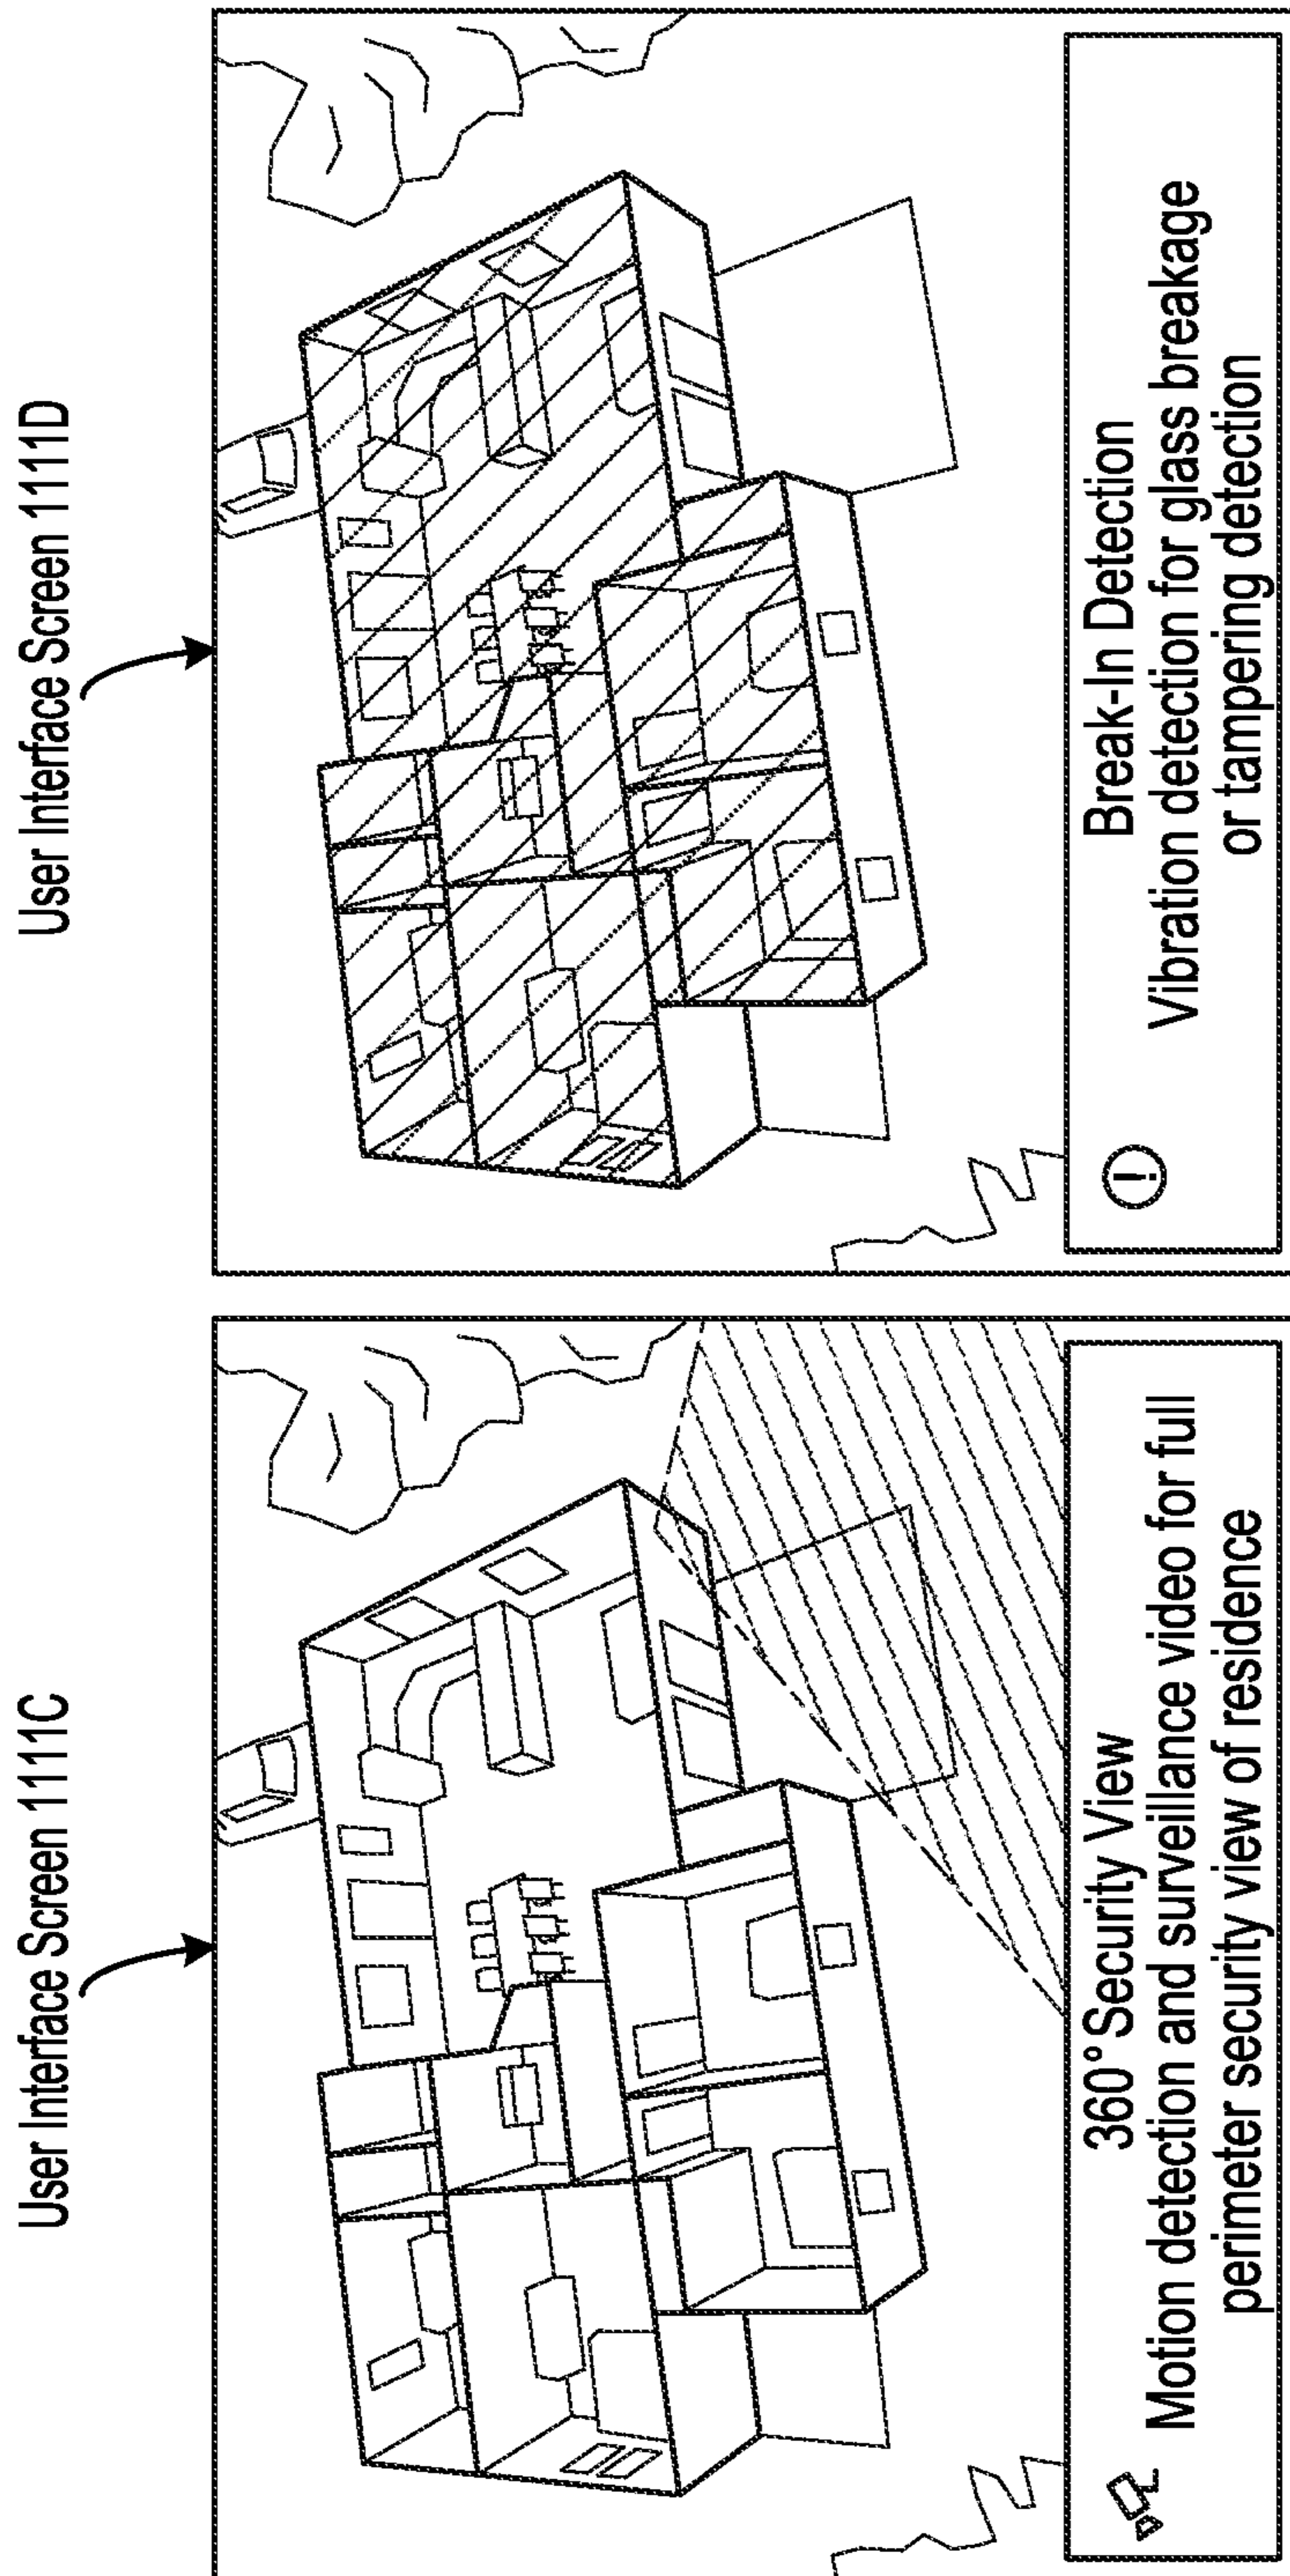 User Interface Screen 1111C
360° Security View
Motion detection and surveillance video for full
perimeter security view of residence
User Interface Screen 1111D
Break-In Detection
Vibration detection for glass breakage
or tampering detection